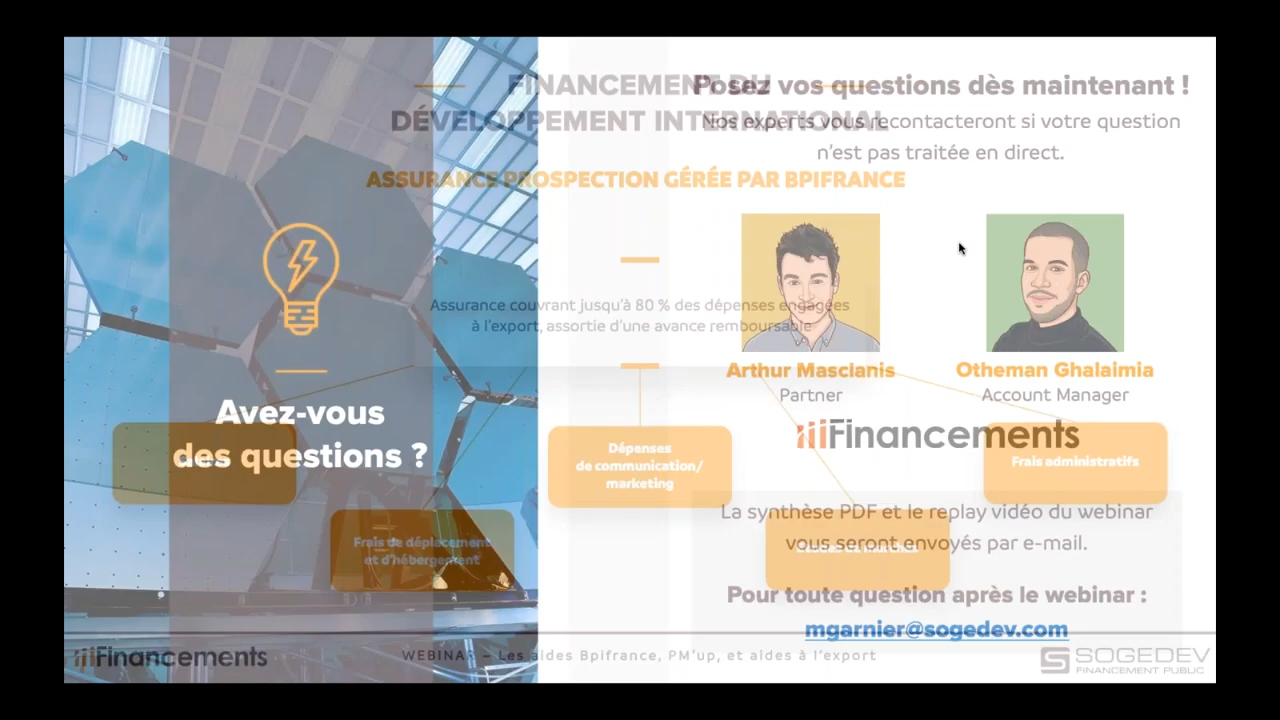 FINANCEMENT DU
DÉVELOPPEMENT INTERNATIONAL
ASSURANCE PROSPECTION GÉRÉE PAR BPIFRANCE
Assurance couvrant jusqu'à 80 % des dépenses engagées
à l'export, assortie d'une avance remboursable
Dépenses
de communication/
marketing
Frais administratifs
Frais de déplacement
et d'hébergement
Avez-vous
des questions ?
Posez vos questions dès maintenant !
Nos experts vous recontacteront si votre question
n'est pas traitée en direct.
Arthur Mascianis
Partner
Otheman Ghalaimia
Account Manager
Financements
La synthèse PDF et le replay vidéo du webinar
vous seront envoyés par e-mail.
Pour toute question après le webinar :
mgarnier@sogedev.com
Financements
WEBINAR – Les aides Bpifrance, PM'up, et aides à l'export
SOGEDEV
FINANCEMENT PUBLIC